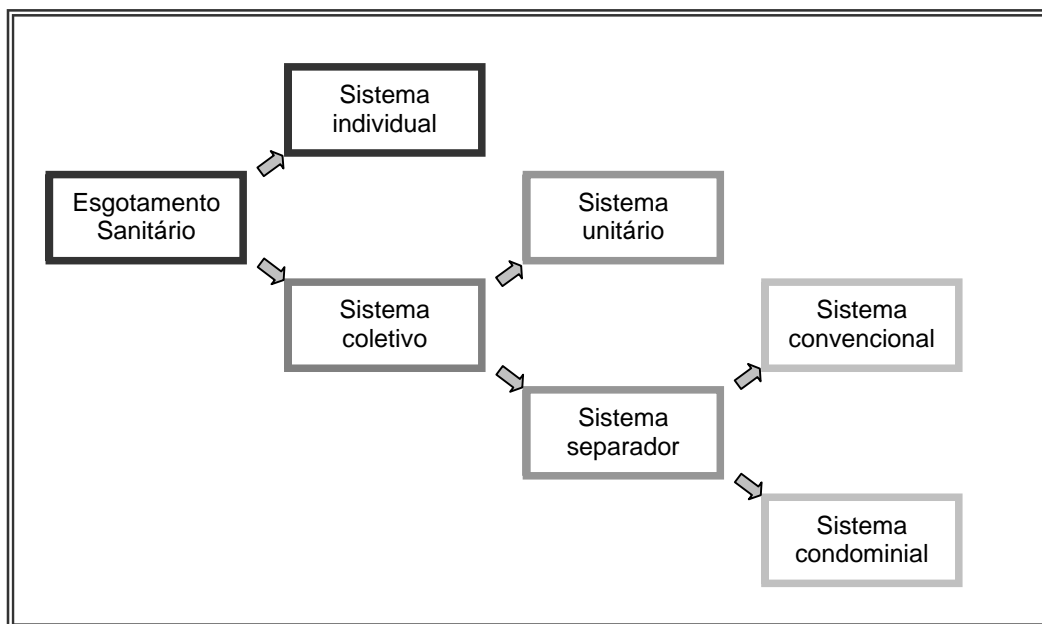 Sistema
individual
Esgotamento
Sanitário
Sistema
unitário
Sistema
coletivo
Sistema
convencional
Sistema
separador
Sistema
condominial